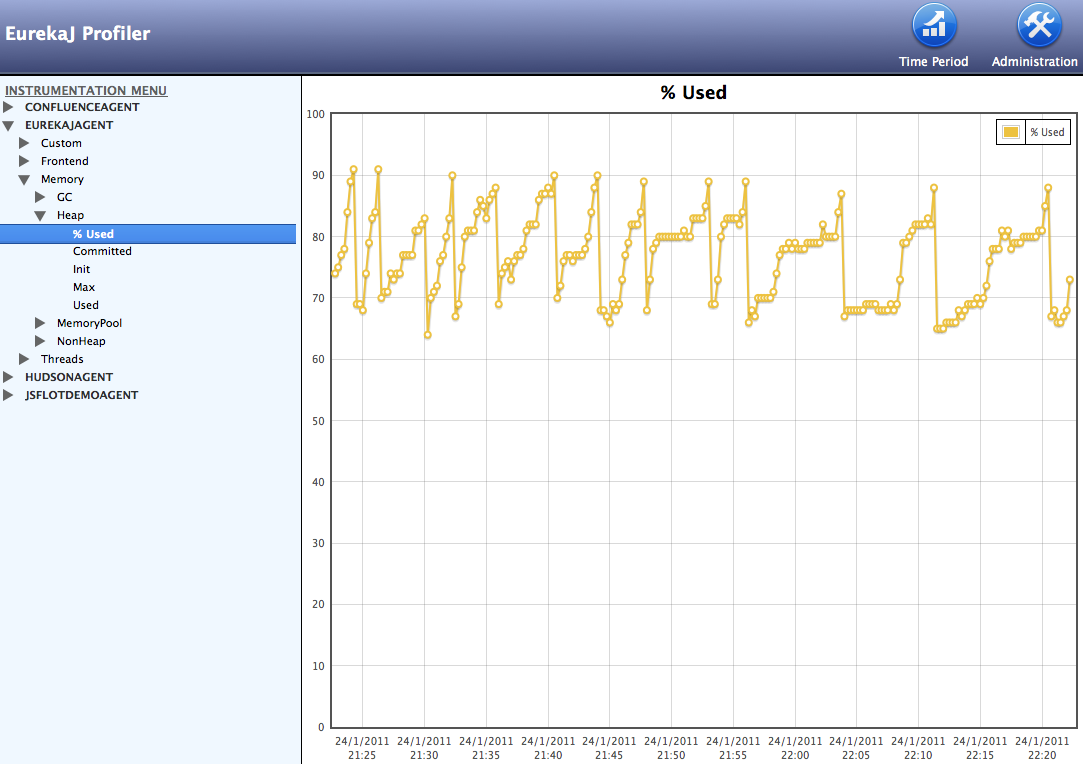 EurekaJ Profiler
Time Period
Administration
INSTRUMENTATION MENU
CONFLUENCEAGENT
EUREKAJAGENT
Custom
Frontend
Memory
GC
Heap
% Used
Committed
Init
Max
Used
MemoryPool
NonHeap
Threads
HUDSONAGENT
JSFLOTDEMOAGENT
% Used
% Used
100
90
80
70
60
50
40
30
20
10
0
24/1/2011 24/1/2011 24/1/2011 24/1/2011 24/1/2011 24/1/2011 24/1/2011 24/1/2011 24/1/2011 24/1/2011 24/1/2011 24/1/2011
21:25 21:30 21:35 21:40 21:45 21:50 21:55 22:00 22:05 22:10 22:15 22:20